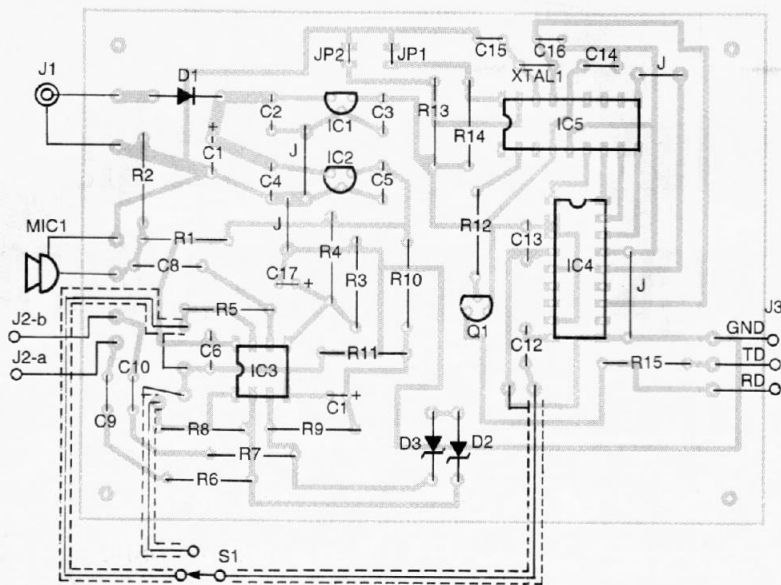 C15
C16
J1
JP2
JP1
C14
J
D1
XTAL1
+
C2
IC1
C3
R13
R14
IC5
C1
R2
IC2
J
C4
C5
MIC1
R12
R1
J
R4
C13
IC4
C8
C17
+
R3
R10
J
J3
R5
Q1
GND
J2-b
C6
C12
TD
J2-a
IC3
R11
R15
RD
C10
C1
+
C9
R8
R9
D3
D2
R7
R6
S1